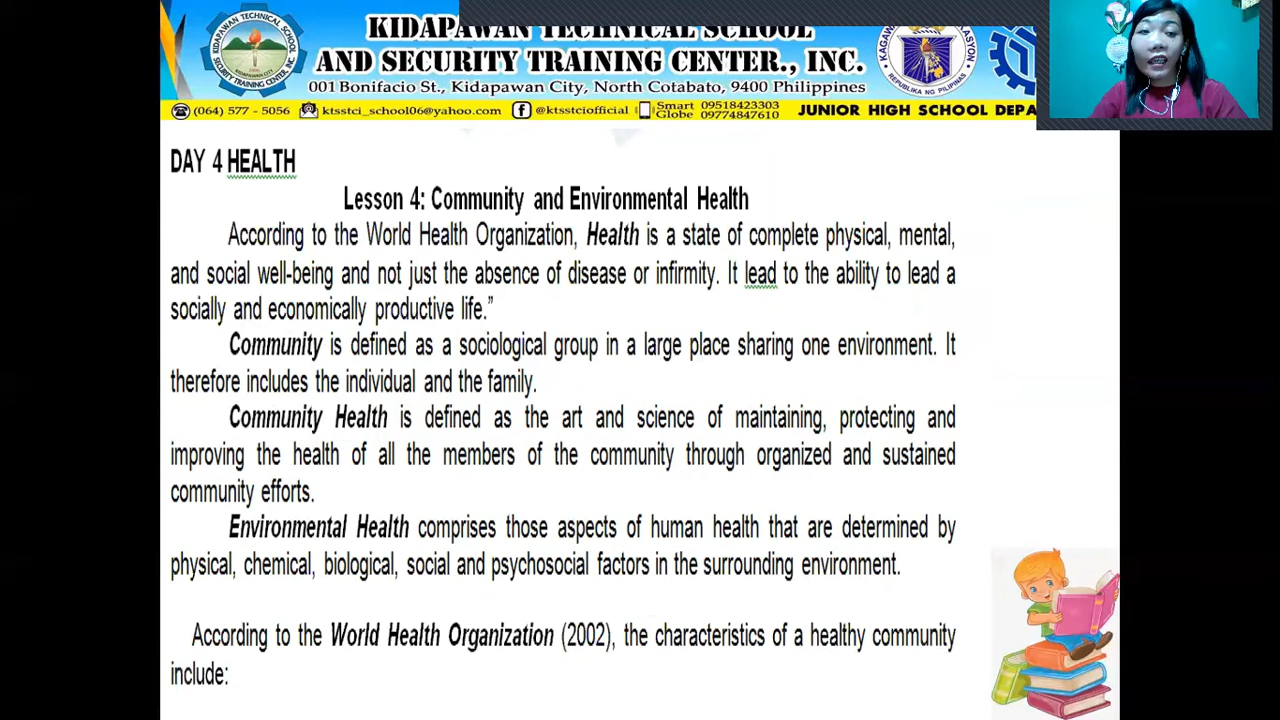 KIDAPAWAN TECHNICAL SCHOOL
AND SECURITY TRAINING CENTER., INC.
001 Bonifacio St., Kidapawan City, North Cotabato, 9400 Philippines
(064) 577 - 5056 ktsstci_school06@yahoo.com @ktsstciofficial Smart 09518423303
Globe 09774847610
JUNIOR HIGH SCHOOL DEPA
DAY 4 HEALTH
Lesson 4: Community and Environmental Health
According to the World Health Organization, Health is a state of complete physical, mental,
and social well-being and not just the absence of disease or infirmity. It lead to the ability to lead a
socially and economically productive life.”
Community is defined as a sociological group in a large place sharing one environment. It
therefore includes the individual and the family.
Community Health is defined as the art and science of maintaining, protecting and
improving the health of all the members of the community through organized and sustained
community efforts.
Environmental Health comprises those aspects of human health that are determined by
physical, chemical, biological, social and psychosocial factors in the surrounding environment.
According to the World Health Organization (2002), the characteristics of a healthy community
include: